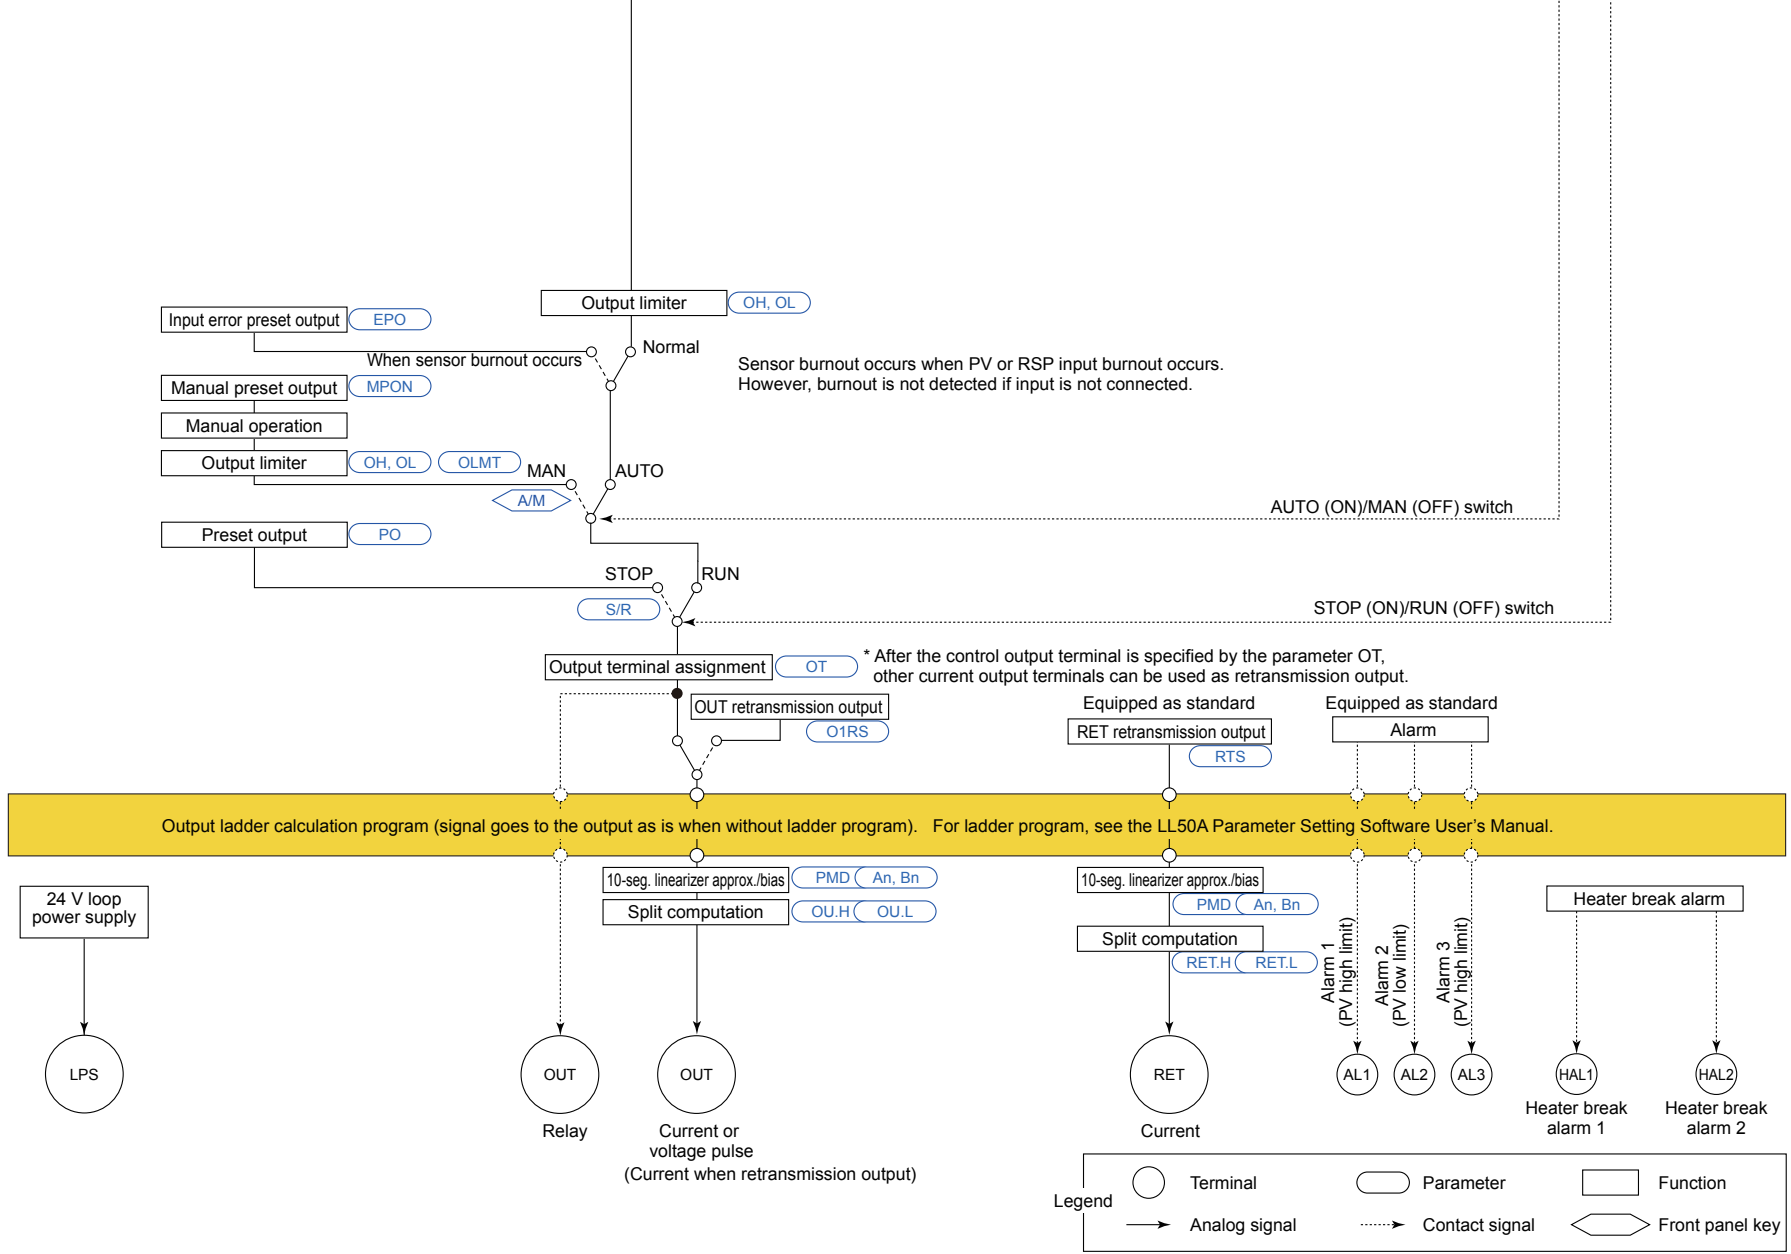 Output limiter
OH, OL
Input error preset output
EPO
Normal
When sensor burnout occurs
Sensor burnout occurs when PV or RSP input burnout occurs.
However, burnout is not detected if input is not connected.
Manual preset output
MPON
Manual operation
Output limiter
OH, OL
OLMT
MAN
AUTO
A/M
AUTO (ON)/MAN (OFF) switch
Preset output
PO
STOP
RUN
S/R
STOP (ON)/RUN (OFF) switch
Output terminal assignment
OT
* After the control output terminal is specified by the parameter OT,
other current output terminals can be used as retransmission output.
OUT retransmission output
O1RS
Equipped as standard
RET retransmission output
RTS
Equipped as standard
Alarm
Output ladder calculation program (signal goes to the output as is when without ladder program). For ladder program, see the LL50A Parameter Setting Software User's Manual.
24 V loop
power supply
10-seg. linearizer approx./bias
PMD
An, Bn
Split computation
OU.H
OU.L
10-seg. linearizer approx./bias
PMD
An, Bn
Split computation
RET.H
RET.L
Alarm 1
(PV high limit)
Alarm 2
(PV low limit)
Alarm 3
(PV high limit)
Heater break alarm
LPS
OUT
OUT
RET
AL1
AL2
AL3
HAL1
HAL2
Relay
Current or
voltage pulse
(Current when retransmission output)
Current
Heater break
alarm 1
Heater break
alarm 2
Legend
Terminal
Parameter
Function
Analog signal
Contact signal
Front panel key